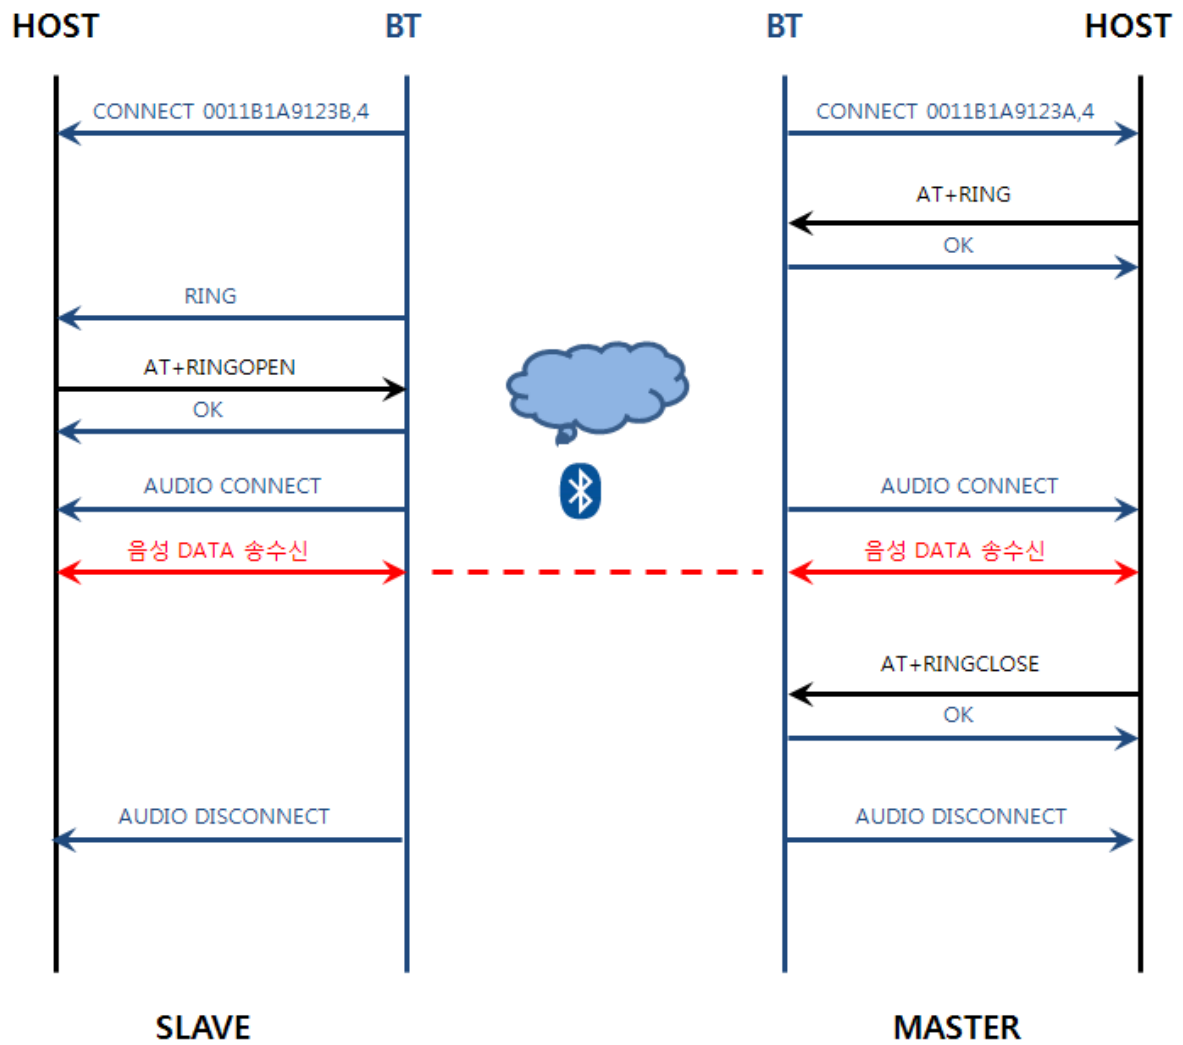 HOST BT BT HOST
CONNECT 0011B1A9123B,4 CONNECT 0011B1A9123A,4
AT+RING
OK
RING
AT+RINGOPEN
OK
AUDIO CONNECT AUDIO CONNECT
음성 DATA 송수신 음성 DATA 송수신
AT+RINGCLOSE
OK
AUDIO DISCONNECT AUDIO DISCONNECT
SLAVE MASTER